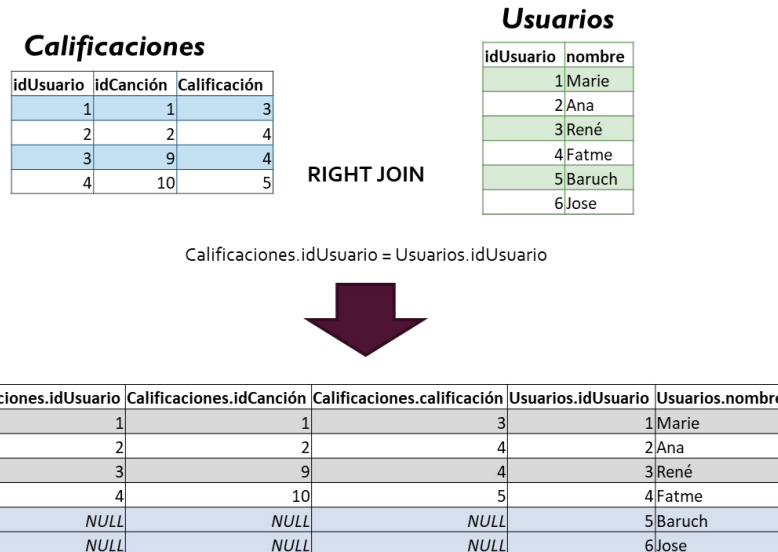 Usuarios
Calificaciones
idUsuario nombre
1 Marie
2 Ana
3 René
4 Fatme
5 Baruch
6 Jose
idUsuario idCanción Calificación
1 1 3
2 2 4
3 9 4
4 10 5
RIGHT JOIN
Calificaciones.idUsuario = Usuarios.idUsuario
ciones.idUsuario Calificaciones.idCanción Calificaciones.calificación Usuarios.idUsuario Usuarios.nombre
1 1 3 1 Marie
2 2 4 2 Ana
3 9 4 3 René
4 10 5 4 Fatme
NULL NULL NULL 5 Baruch
NULL NULL NULL 6 Jose